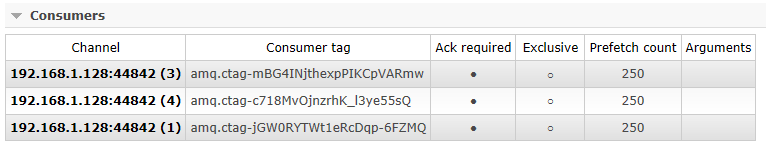 Consumers
Channel Consumer tag Ack required Exclusive Prefetch count Arguments
192.168.1.128:44842 (3) amq.ctag-mBG4INjthexpPIKCpVARmw ● ○ 250
192.168.1.128:44842 (4) amq.ctag-c718MvOjnzrhK_l3ye55sQ ● ○ 250
192.168.1.128:44842 (1) amq.ctag-jGW0RYTWt1eRcDqp-6FZMQ ● ○ 250